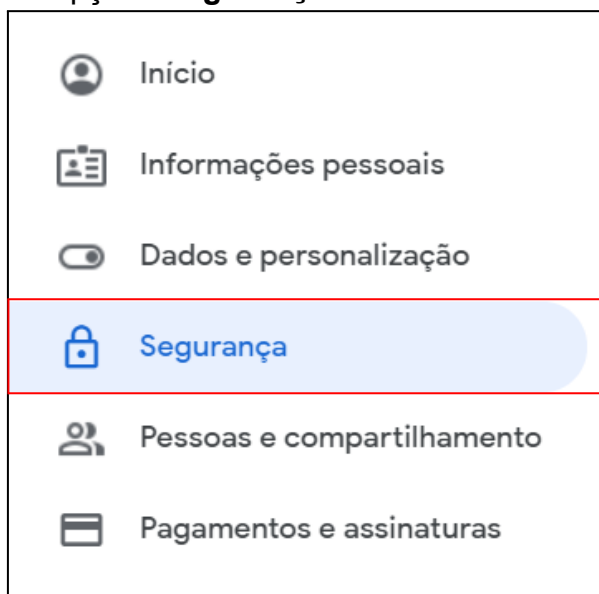 Início
Informações pessoais
Dados e personalização
Segurança
Pessoas e compartilhamento
Pagamentos e assinaturas